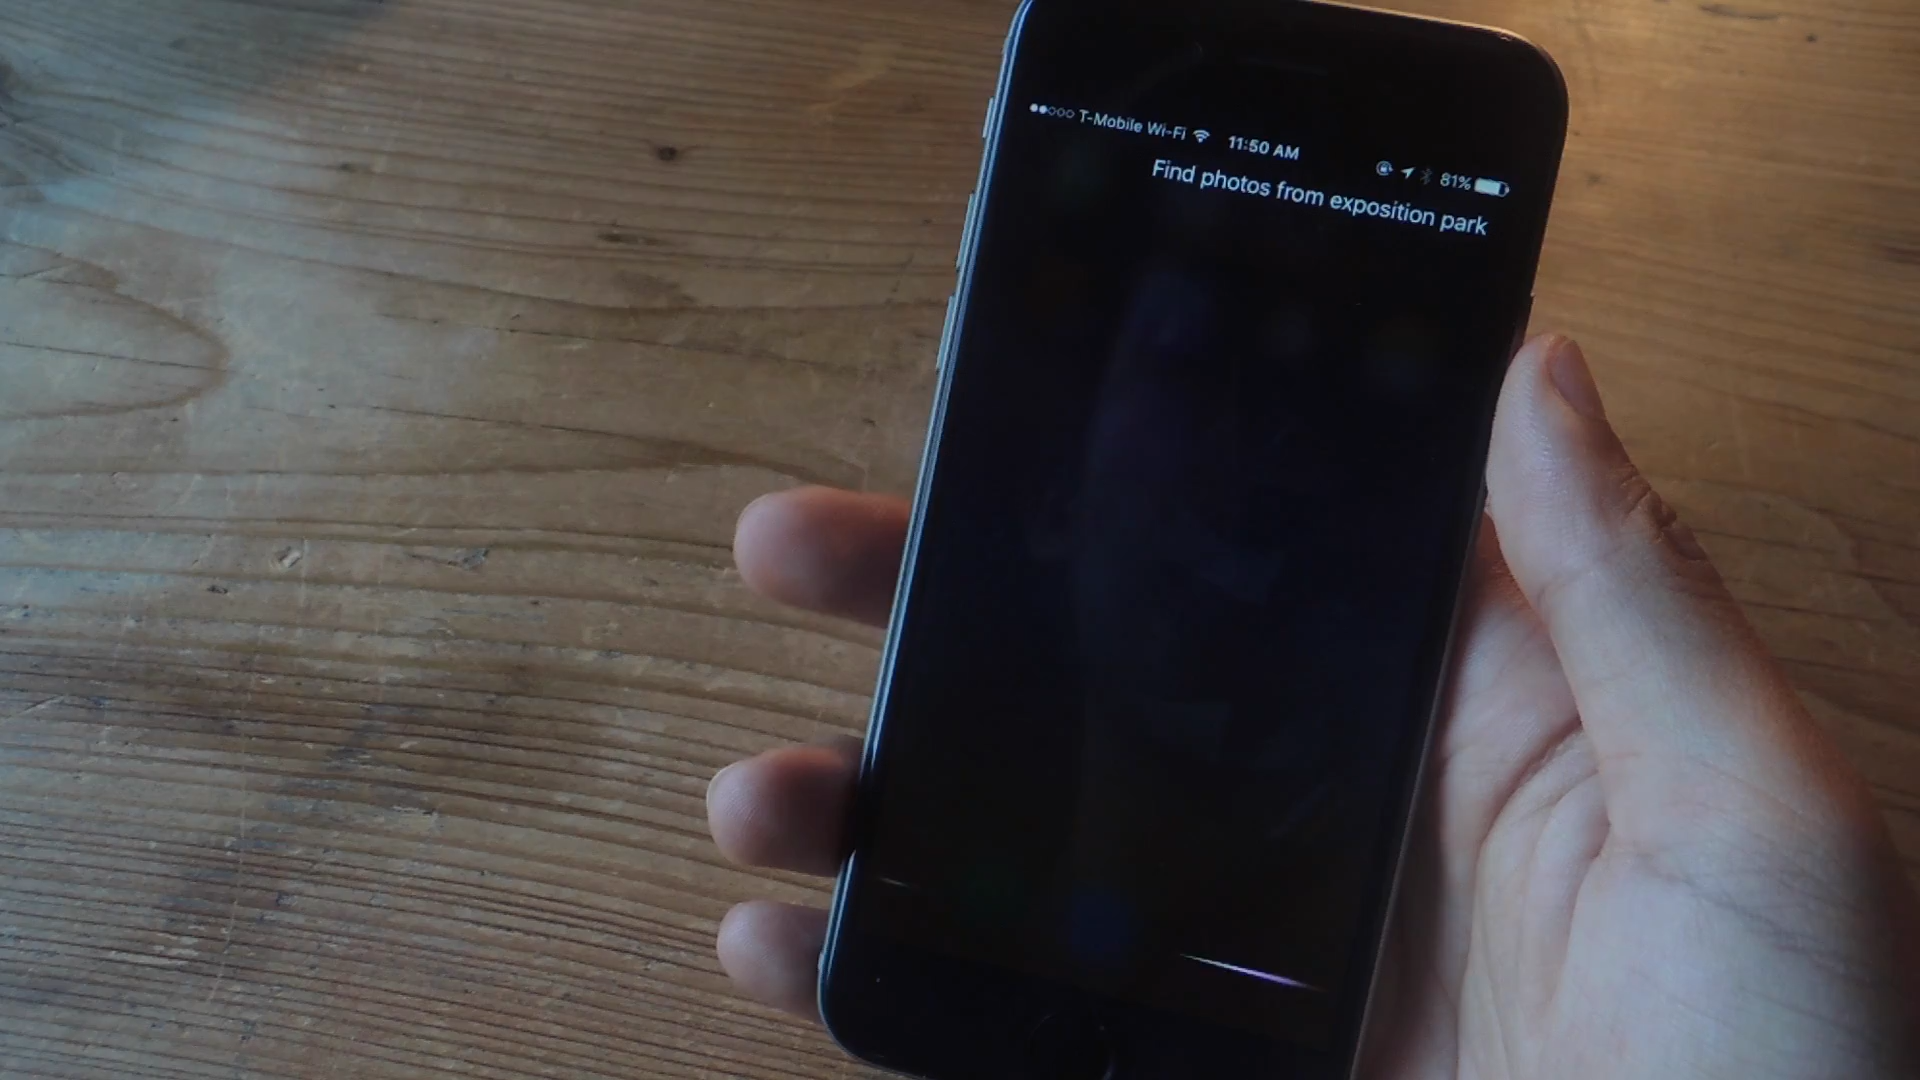 T-Mobile Wi-Fi 11:50 AM 81%
Find photos from exposition park